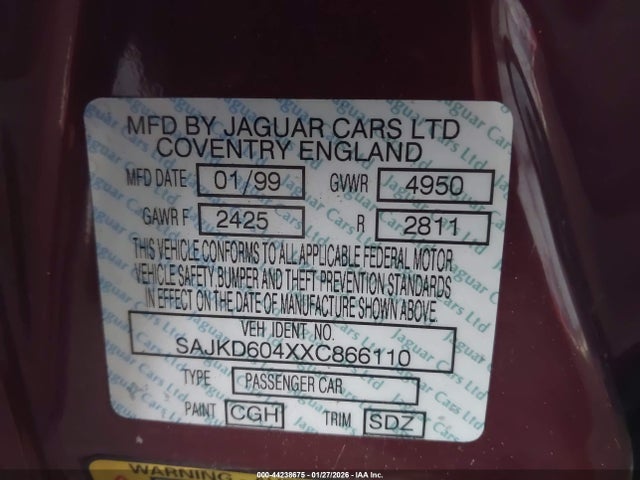 MFD BY JAGUAR CARS LTD
COVENTRY ENGLAND
MFD DATE 01/99 GVWR 4950
GAWR F 2425 R 2811
THIS VEHICLE CONFORMS TO ALL APPLICABLE FEDERAL MOTOR
VEHICLE SAFETY BUMPER AND THEFT PREVENTION STANDARDS
IN EFFECT ON THE DATE OF MANUFACTURE SHOWN ABOVE.
VEH IDENT NO.
SAJKD604XXC866110
TYPE PASSENGER CAR
PAINT CGH TRIM SDZ
Jaguar Cars Ltd
WARNING
000-44238675 - 01/27/2026 - IAA Inc.